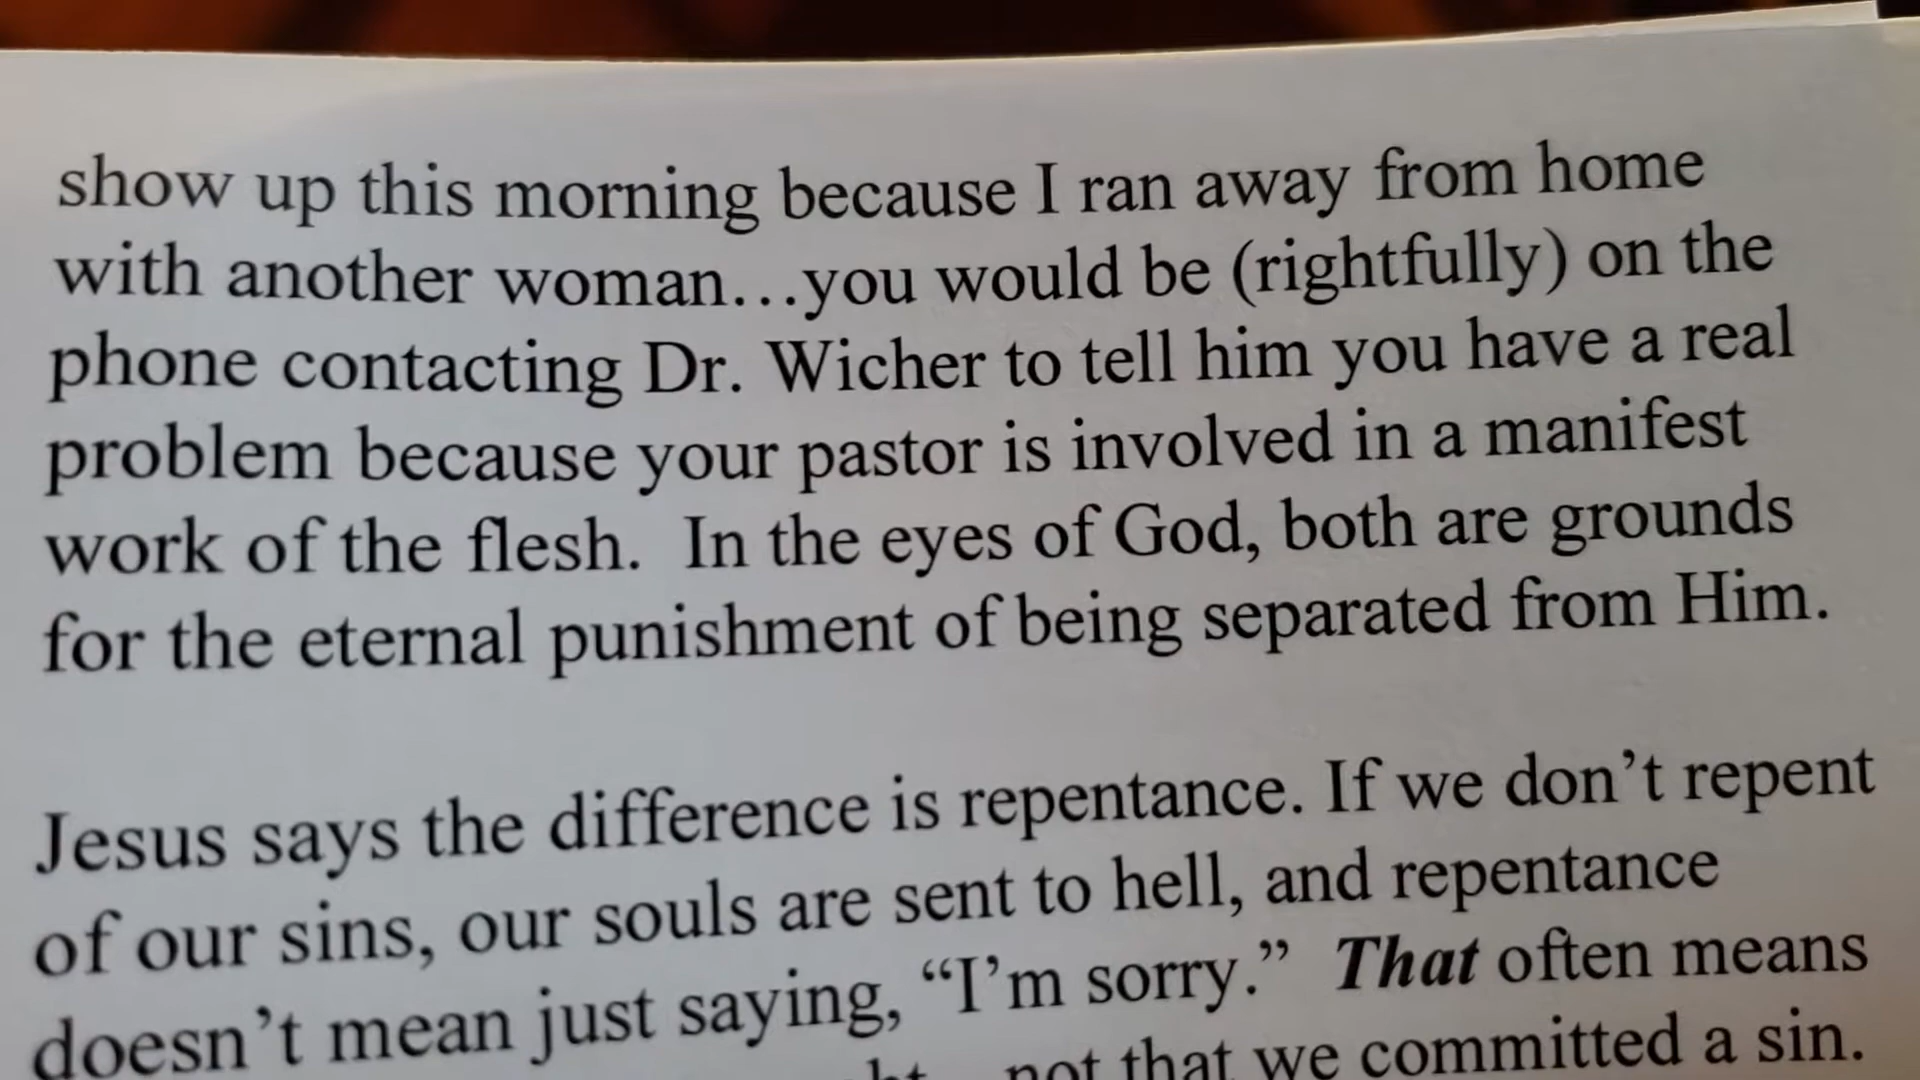 show up this morning because I ran away from home
with another woman…you would be (rightfully) on the
phone contacting Dr. Wicher to tell him you have a real
problem because your pastor is involved in a manifest
work of the flesh.  In the eyes of God, both are grounds
for the eternal punishment of being separated from Him.
Jesus says the difference is repentance. If we don’t repent
of our sins, our souls are sent to hell, and repentance
doesn’t mean just saying, “I’m sorry.”  That often means
not that we committed a sin.